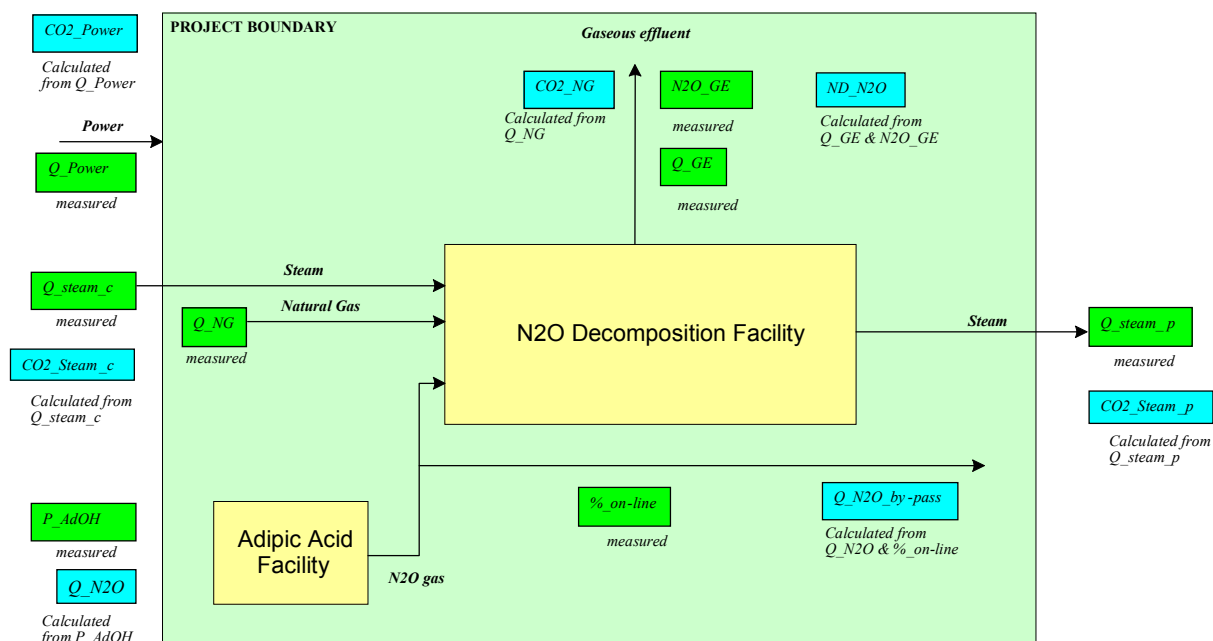 CO2_Power
Calculated
from Q_Power
PROJECT BOUNDARY
Gaseous effluent
CO2_NG
Calculated from
Q_NG
N2O_GE
measured
Q_GE
measured
ND_N2O
Calculated from
Q_GE & N2O_GE
Power
Q_Power
measured
Q_steam_c
measured
CO2_Steam_c
Calculated from
Q_steam_c
Steam
Natural Gas
Q_NG
measured
N2O Decomposition Facility
Steam
Q_steam_p
measured
CO2_Steam_p
Calculated from
Q_steam_p
P_AdOH
measured
Q_N2O
Calculated
from P_AdOH
Adipic Acid
Facility
N2O gas
%_on-line
measured
Q_N2O_by-pass
Calculated from
Q_N2O & %_on-line